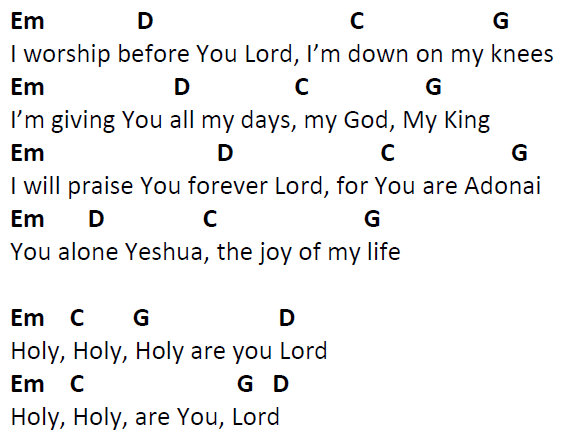 Em D C G
I worship before You Lord, I’m down on my knees
Em D C G
I’m giving You all my days, my God, My King
Em D C G
I will praise You forever Lord, for You are Adonai
Em D C G
You alone Yeshua, the joy of my life
Em C G D
Holy, Holy, Holy are you Lord
Em C G D
Holy, Holy, are You, Lord